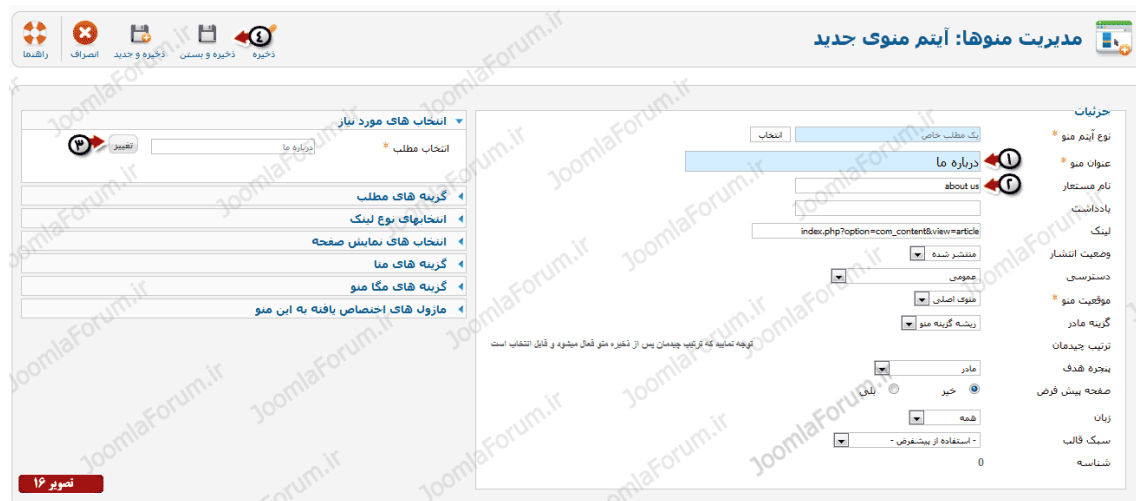 مدیریت منوها: آیتم منوی جدید
ذخیره
ذخیره و بستن
ذخیره و جدید
انصراف
راهنما
۴
جزئیات
نوع آیتم منو *
یک مطلب خاص
انتخاب
عنوان منو *
درباره ما
۱
نام مستعار
about us
۲
یادداشت
لینک
index.php?option=com_content&view=article
وضعیت انتشار
منتشر شده
دسترسی
عمومی
موقعیت منو *
منوی اصلی
گزینه مادر
ریشه گزینه منو
ترتیب چیدمان
توجه نمایید که ترتیب چیدمان پس از ذخیره منو فعال میشود و قابل انتخاب است
پنجره هدف
مادر
صفحه پیش فرض
خیر
بلی
زبان
همه
سبک قالب
- استفاده از پیشفرض -
شناسه
0
انتخاب های مورد نیاز
انتخاب مطلب *
درباره ما
تغییر
۳
گزینه های مطلب
انتخابهای نوع لینک
انتخاب های نمایش صفحه
گزینه های متا
گزینه های مگا منو
ماژول های اختصاص یافته به این منو
تصویر ۱۶
JoomlaForum.ir